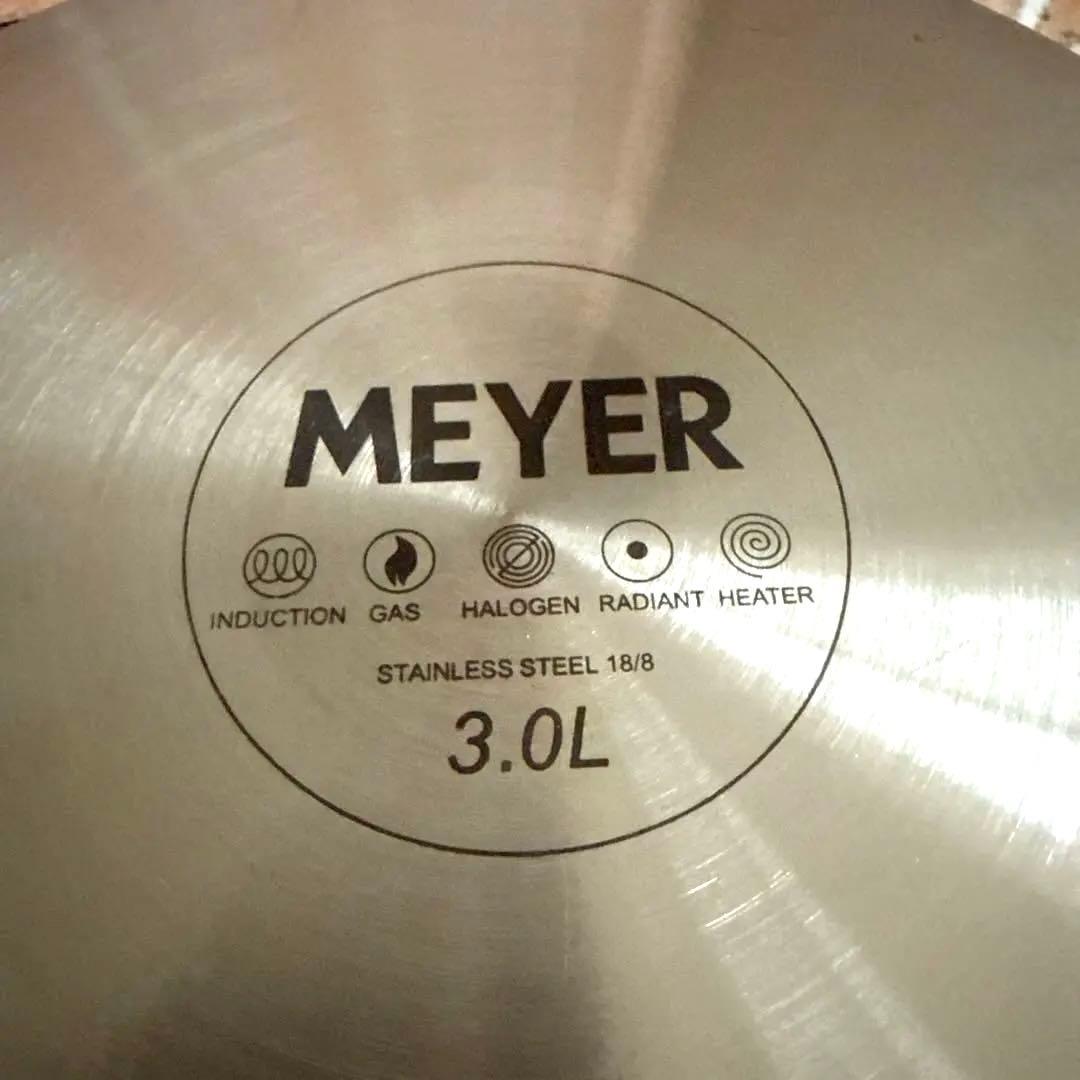 MEYER
INDUCTION GAS HALOGEN RADIANT HEATER
STAINLESS STEEL 18/8
3.0L